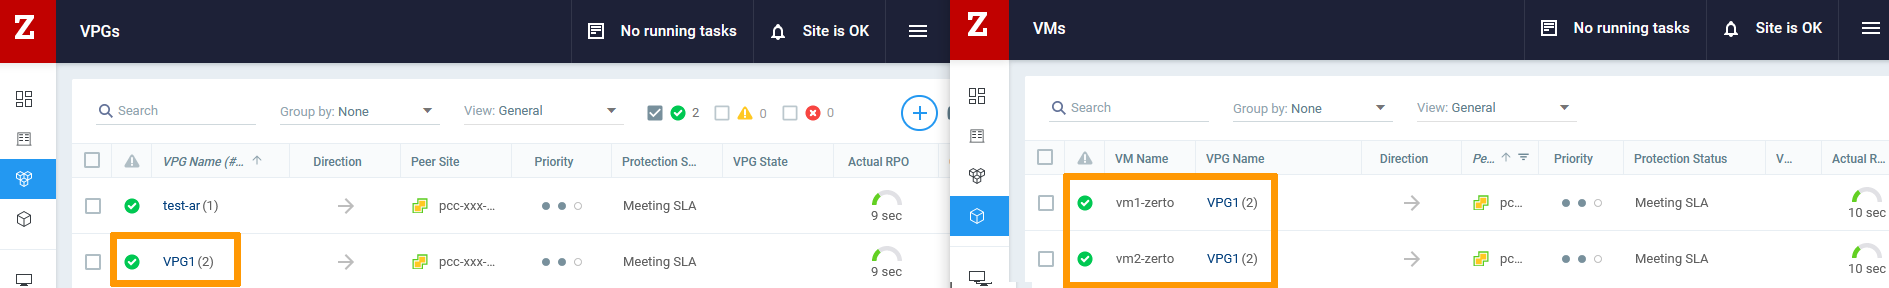 Z VPGs No running tasks Site is OK
Search Group by: None View: General 2 0 0
VPG Name (#... Direction Peer Site Priority Protection S... VPG State Actual RPO
test-ar (1) pcc-xxx-... Meeting SLA 9 sec
VPG1 (2) pcc-xxx-... Meeting SLA 9 sec
Z VMs No running tasks Site is OK
Search Group by: None View: General
VM Name VPG Name Direction Pe... Priority Protection Status V... Actual R...
vm1-zerto VPG1 (2) pc... Meeting SLA 10 sec
vm2-zerto VPG1 (2) pc... Meeting SLA 10 sec